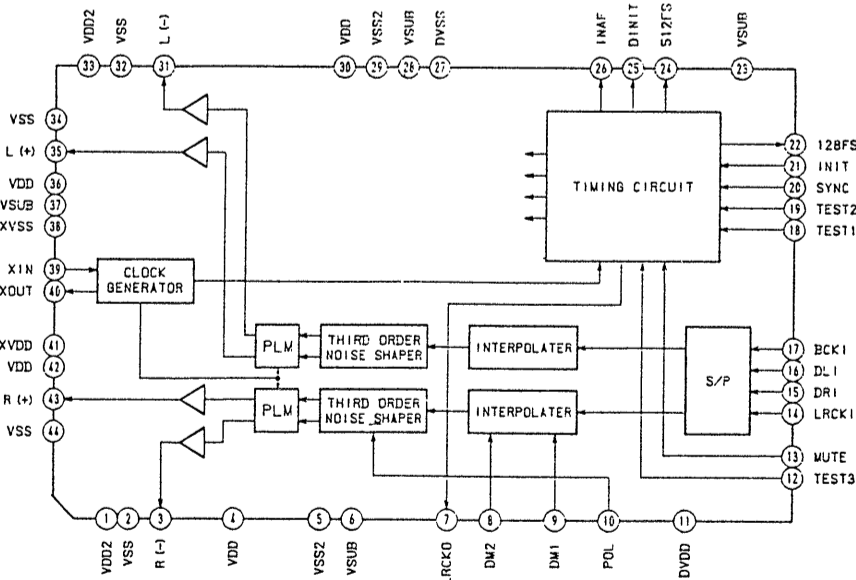 VDD2
VSS
L (-)
VDD
VSS2
VSUB
DVSS
INAF
DINIT
512FS
VSUB
33
32
31
30
29
28
27
26
25
24
23
VSS
34
L (+)
35
VDD
36
VSUB
37
XVSS
38
XIN
39
XOUT
40
XVDD
41
VDD
42
R (+)
43
VSS
44
CLOCK
GENERATOR
TIMING CIRCUIT
PLM
THIRD ORDER
NOISE SHAPER
INTERPOLATER
S/P
PLM
THIRD ORDER
NOISE SHAPER
INTERPOLATER
22
128FS
21
INIT
20
SYNC
19
TEST2
18
TEST1
17
BCKI
16
DLI
15
DRI
14
LRCKI
13
MUTE
12
TEST3
1
2
3
4
5
6
7
8
9
10
11
VDD2
VSS
R (-)
VDD
VSS2
VSUB
LRCKO
DM2
DM1
POL
DVDD